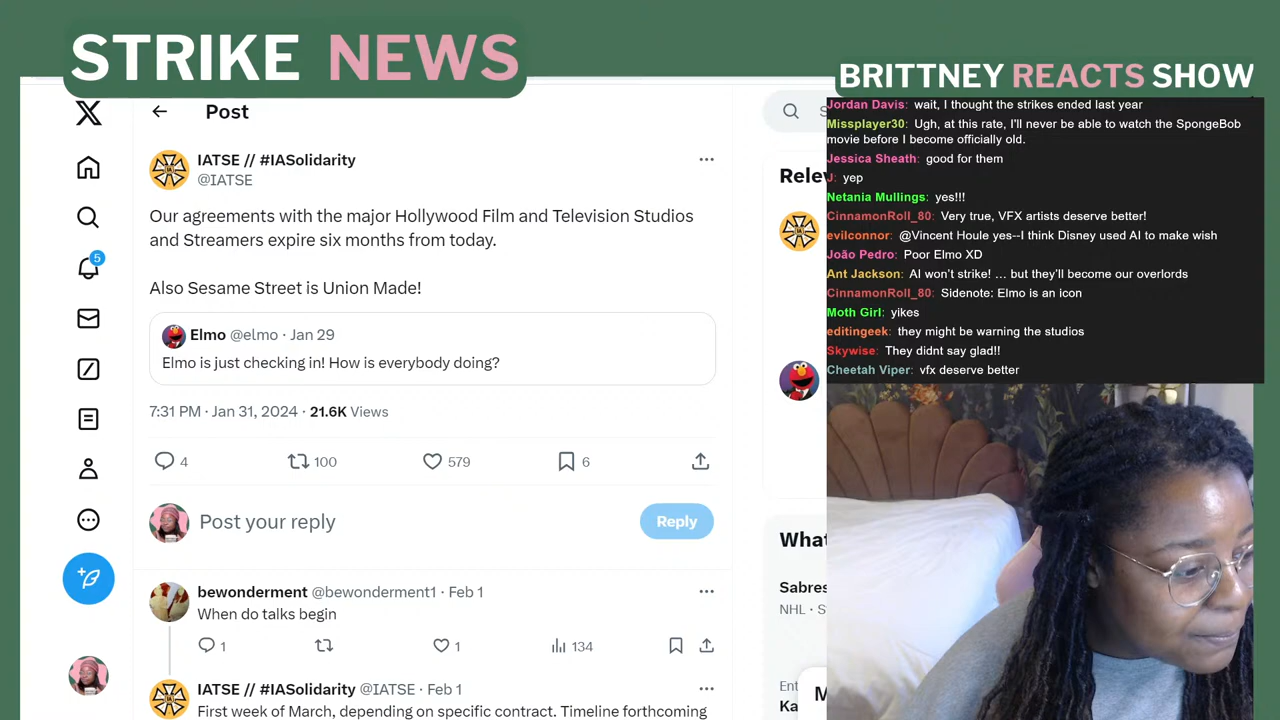 STRIKE NEWS
BRITTNEY REACTS SHOW
Post
IATSE // #IASolidarity
@IATSE
Our agreements with the major Hollywood Film and Television Studios
and Streamers expire six months from today.
Also Sesame Street is Union Made!
Elmo @elmo · Jan 29
Elmo is just checking in! How is everybody doing?
7:31 PM · Jan 31, 2024 · 21.6K Views
4
100
579
6
Post your reply
Reply
bewonderment @bewonderment1 · Feb 1
When do talks begin
1
1
134
IATSE // #IASolidarity @IATSE · Feb 1
First week of March, depending on specific contract. Timeline forthcoming
5
S
Rele
What
Sabres
NHL · S
Ent
Ka
M
Jordan Davis: wait, I thought the strikes ended last year
Missplayer30: Ugh, at this rate, I'll never be able to watch the SpongeBob
movie before I become officially old.
Jessica Sheath: good for them
J: yep
Netania Mullings: yes!!!
CinnamonRoll_80: Very true, VFX artists deserve better!
evilconnor: @Vincent Houle yes--I think Disney used AI to make wish
João Pedro: Poor Elmo XD
Ant Jackson: AI won't strike! … but they'll become our overlords
CinnamonRoll_80: Sidenote: Elmo is an icon
Moth Girl: yikes
editingeek: they might be warning the studios
Skywise: They didnt say glad!!
Cheetah Viper: vfx deserve better